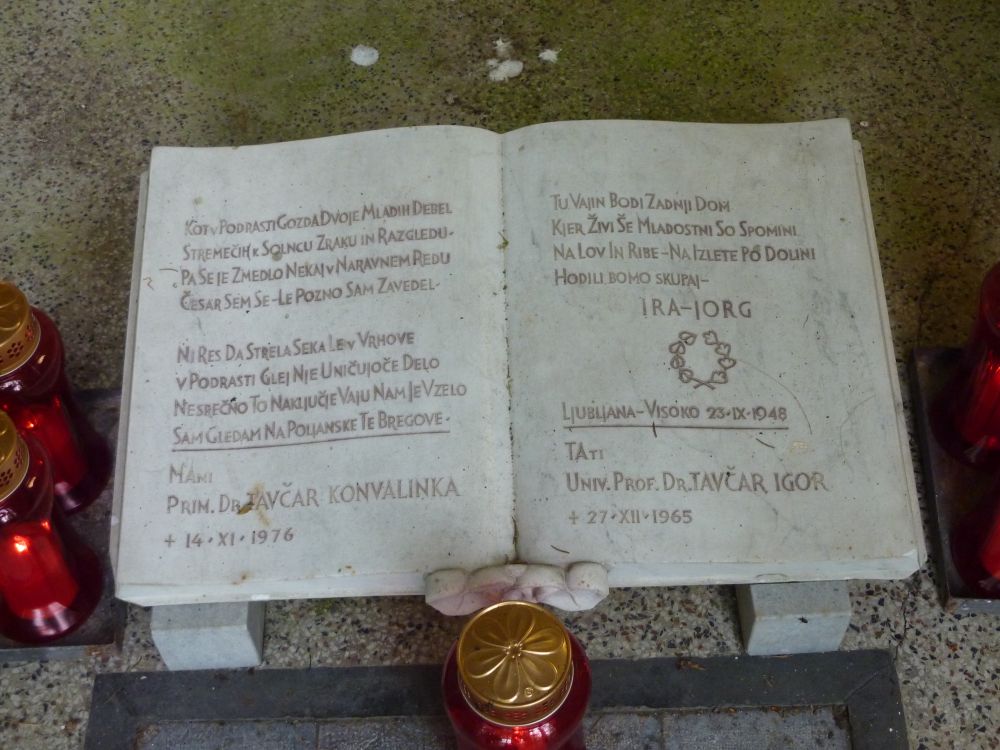 KOT V PODRASTI GOZDA DVOJE MLADIH DEBEL
STREMEČIH K SOLNCU ZRAKU IN RAZGLEDU-
PA ŠE JE ZMEDLO NEKAJ V NARAVNEM REDU
ČESAR SEM SE-LE POZNO SAM ZAVEDEL-
NI RES DA STRELA SEKA LE V VRHOVE
V PODRASTI GLEJ NJE UNIČUJOČE DELO
NESREČNO TO NAKLJUČJE VAJU NAM JE VZELO
SAM GLEDAM NA POLJANSKE TE BREGOVE-
MAMI
PRIM. DR. TAVČAR KONVALINKA
+ 14•XI•1976
TU VAJIN BODI ZADNJI DOM
KJER ŽIVI ŠE MLADOSTNI SO SPOMINI
NA LOV IN RIBE-NA IZLETE PO DOLINI
HODILI BOMO SKUPAJ-
IRA-JORG
LJUBLJANA-VISOKO 23•IX•1948
TATI
UNIV. PROF. DR. TAVČAR IGOR
+ 27•XII•1965